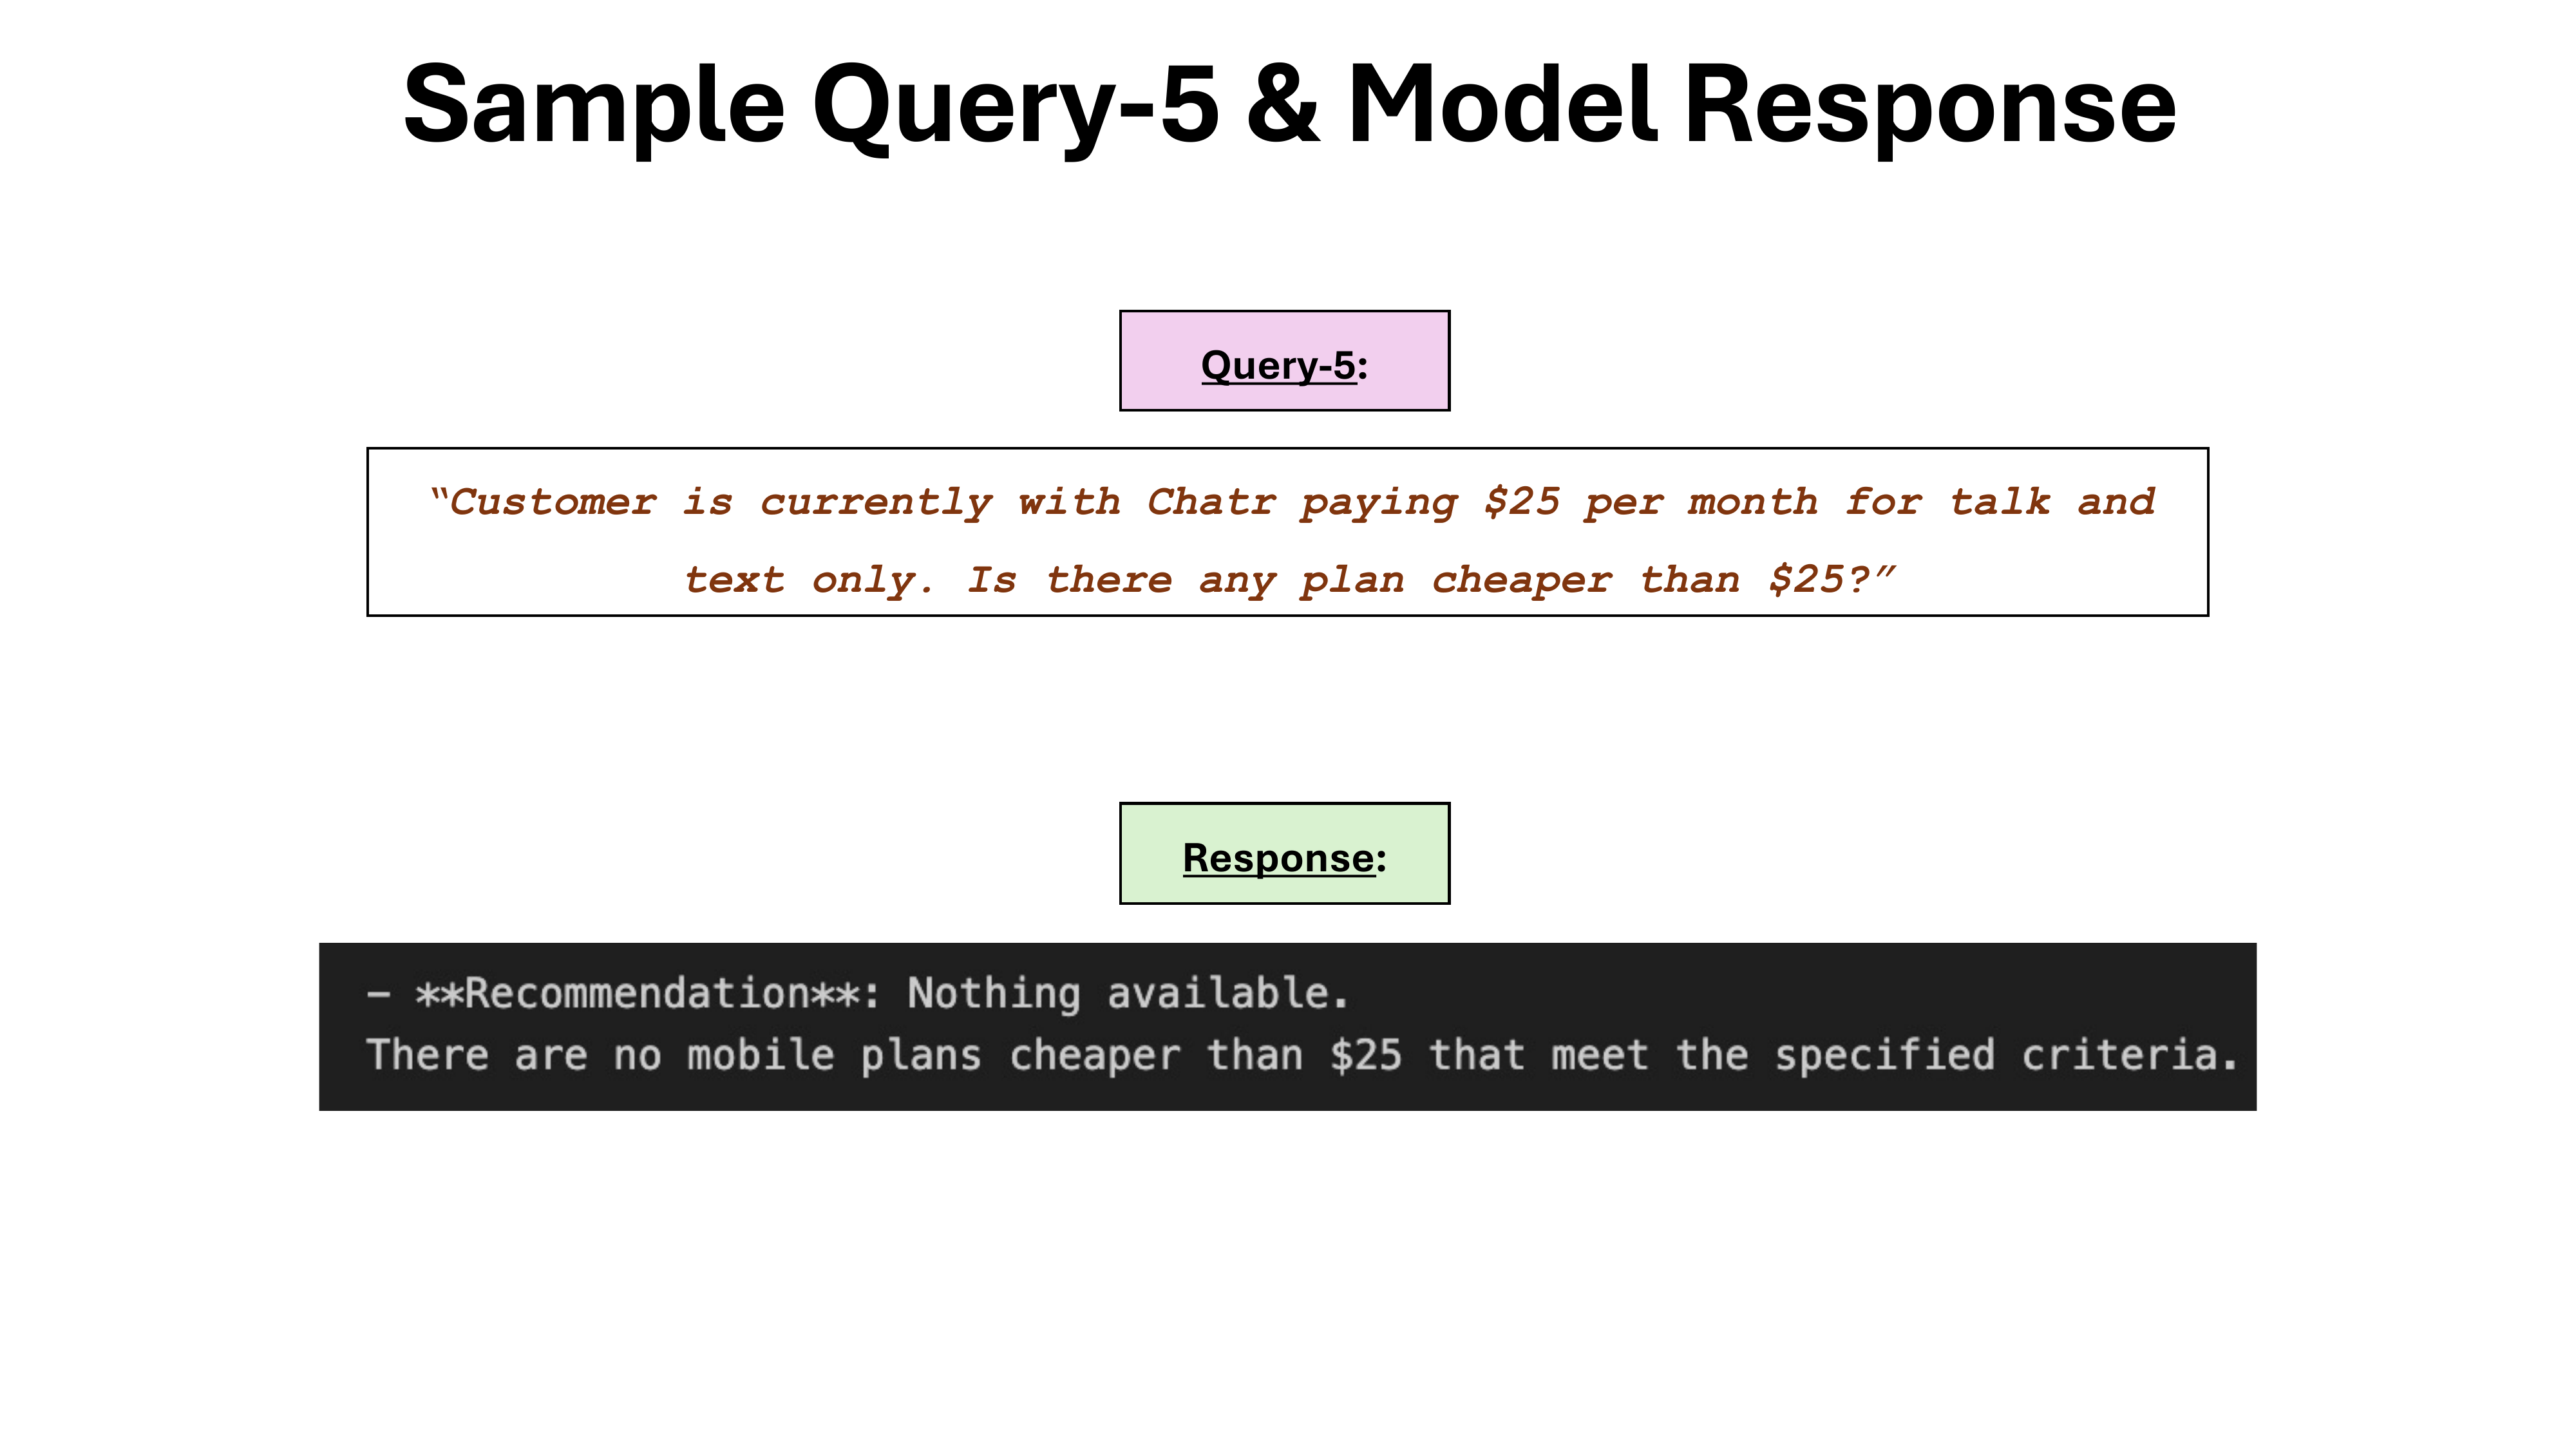 Sample Query-5 & Model Response
Query-5:
“Customer is currently with Chatr paying $25 per month for talk and
text only. Is there any plan cheaper than $25?”
Response:
– **Recommendation**: Nothing available.
There are no mobile plans cheaper than $25 that meet the specified criteria.